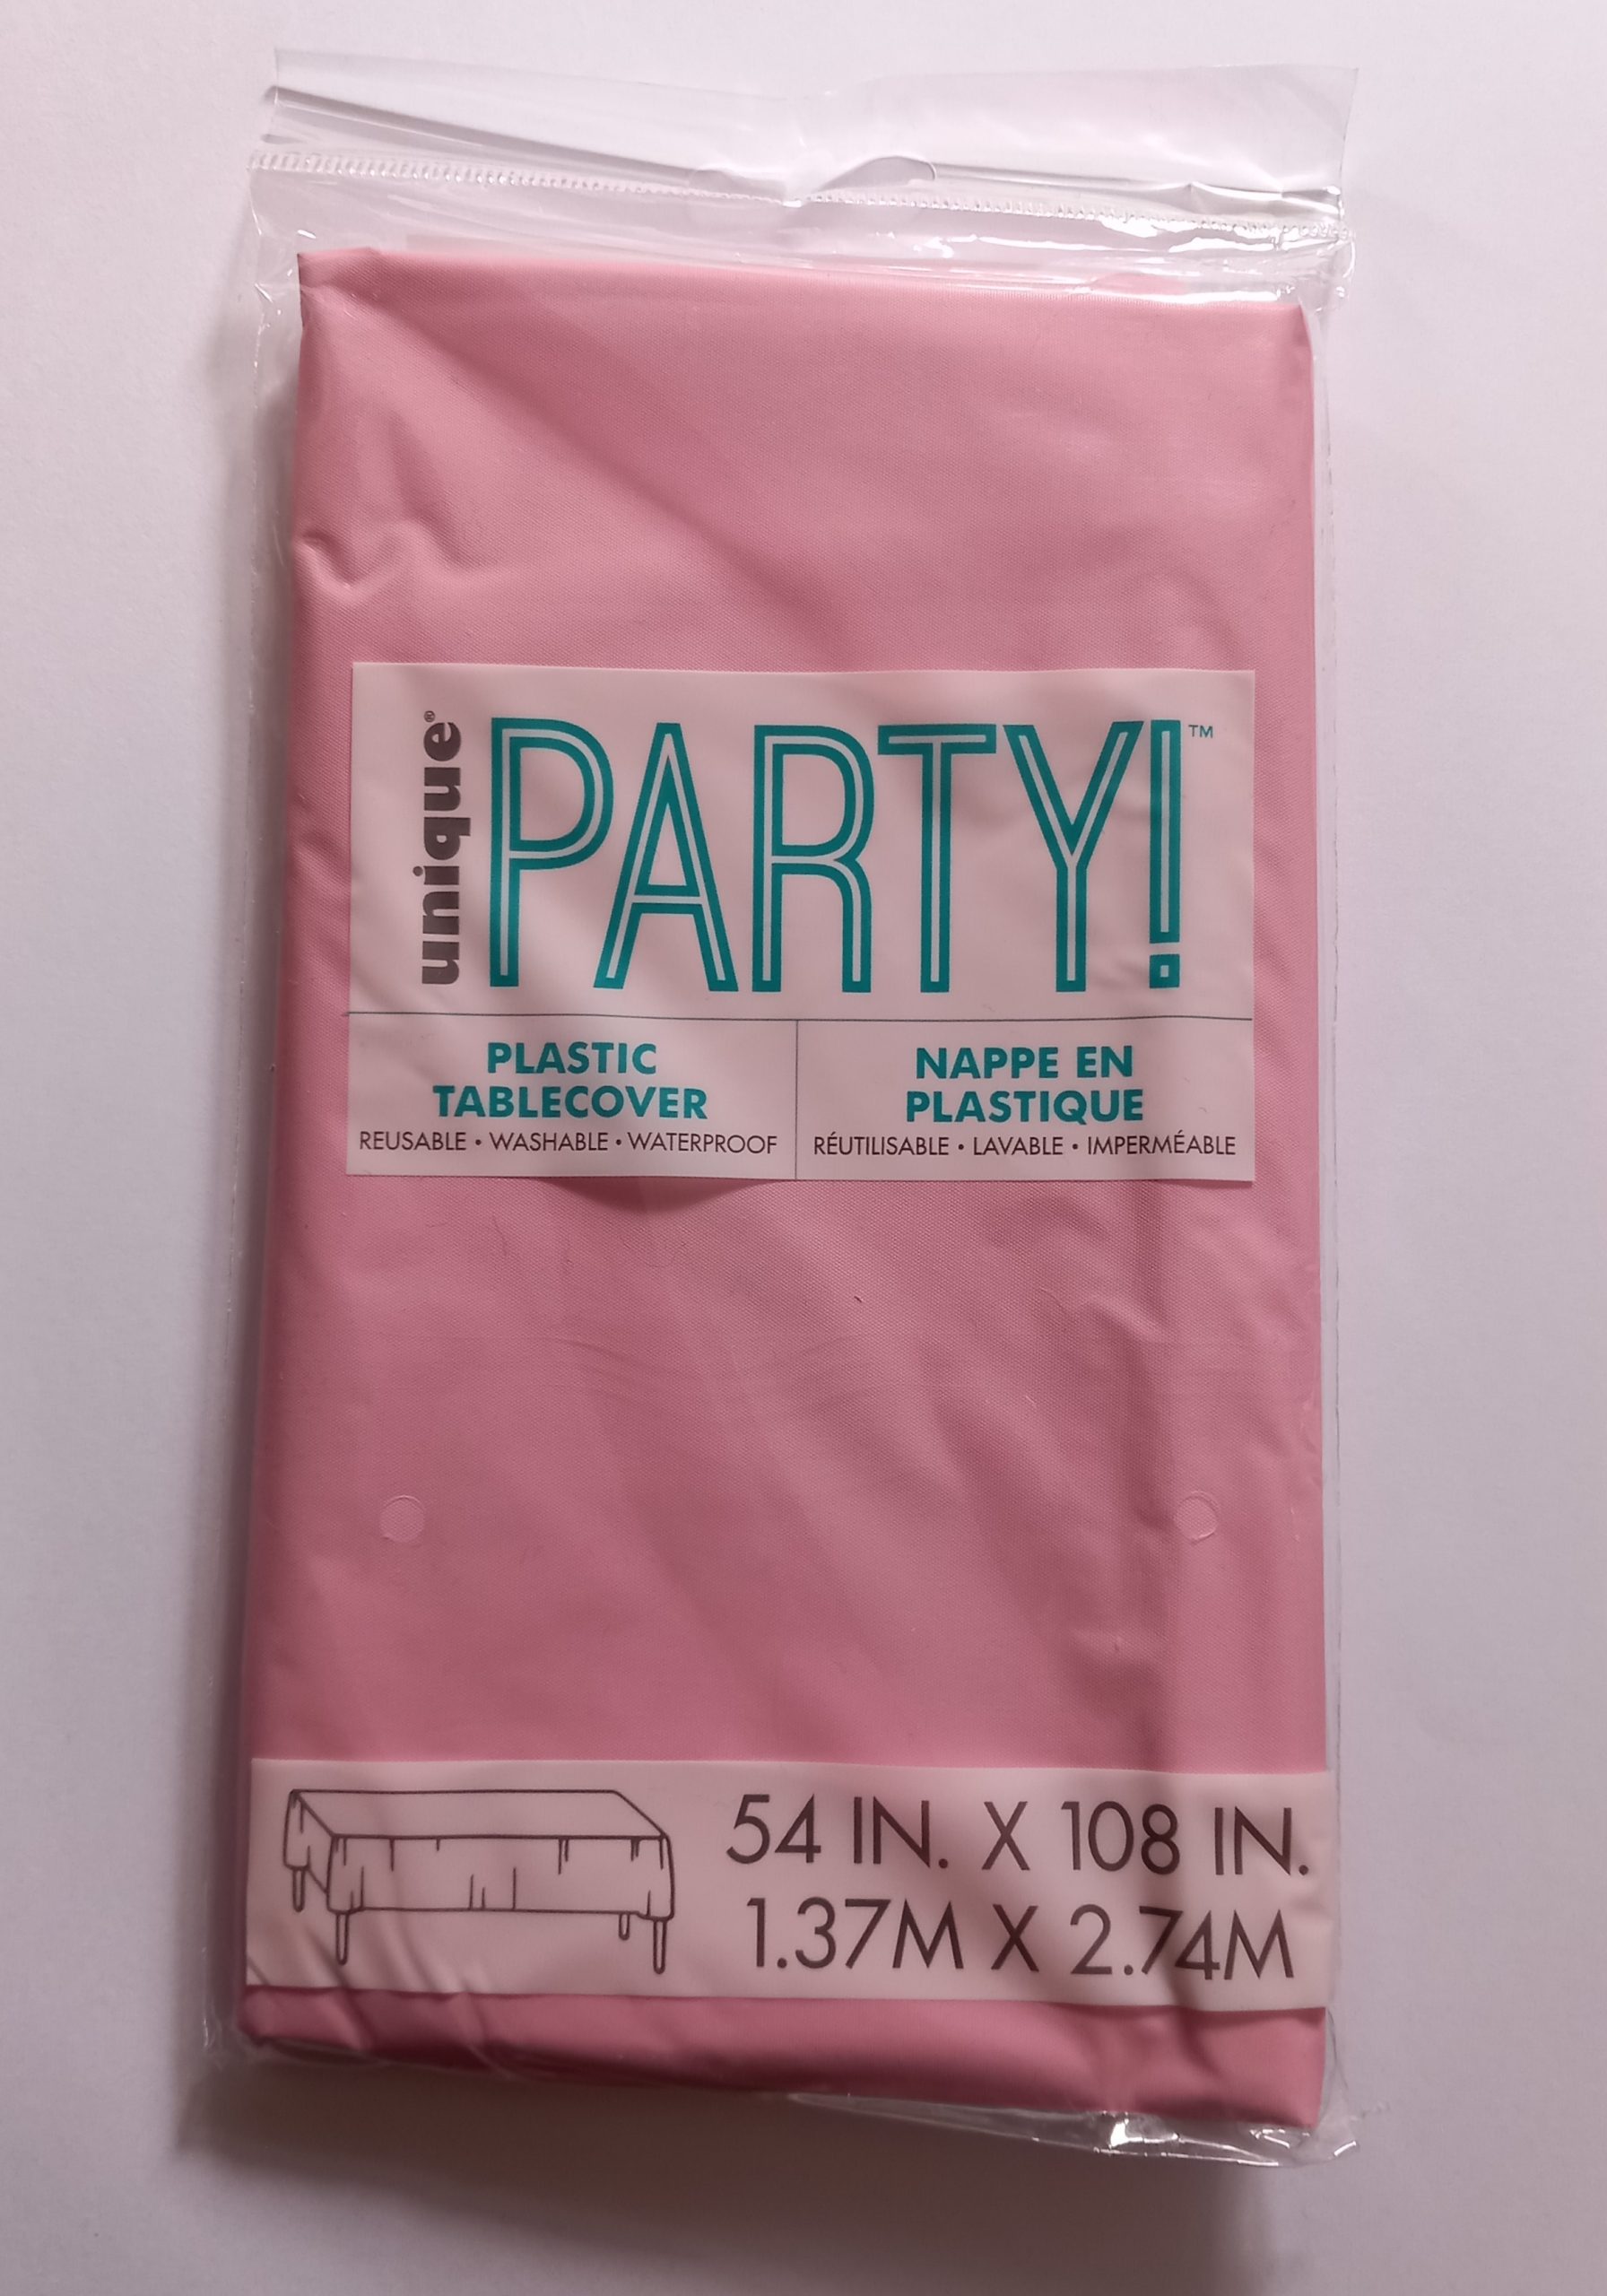 unique®
PARTY!™
PLASTIC
TABLECOVER
REUSABLE • WASHABLE • WATERPROOF
NAPPE EN
PLASTIQUE
RÉUTILISABLE • LAVABLE • IMPERMÉABLE
54 IN. X 108 IN.
1.37M X 2.74M